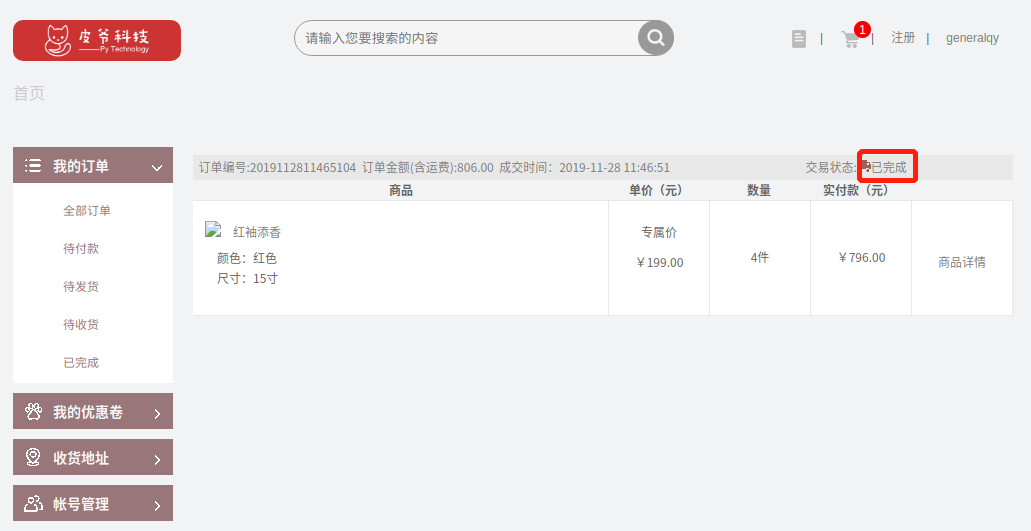 皮爷科技
Py Technology
请输入您要搜索的内容
|
1
|
注册 | generalqy
首页
我的订单
全部订单
待付款
待发货
待收货
已完成
我的优惠卷
收货地址
帐号管理
订单编号:2019112811465104 订单金额(含运费):806.00 成交时间：2019-11-28 11:46:51 交易状态:已完成
商品 单价（元） 数量 实付款（元）
红袖添香
颜色：红色
尺寸：15寸
专属价
￥199.00
4件
￥796.00
商品详情